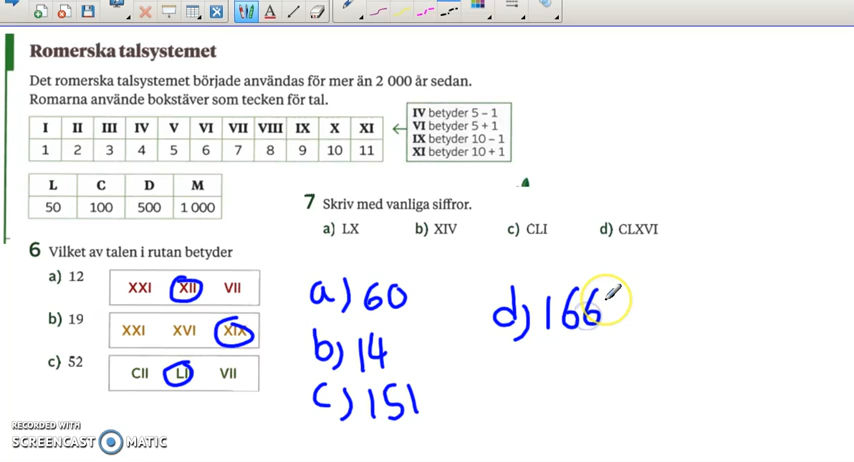 Romerska talsystemet
Det romerska talsystemet började användas för mer än 2 000 år sedan.
Romarna använde bokstäver som tecken för tal.
I II III IV V VI VII VIII IX X XI
1 2 3 4 5 6 7 8 9 10 11
IV betyder 5 – 1
VI betyder 5 + 1
IX betyder 10 – 1
XI betyder 10 + 1
L C D M
50 100 500 1 000
6 Vilket av talen i rutan betyder
a) 12 XXI XII VII
b) 19 XXI XVI XIX
c) 52 CII LII VII
7 Skriv med vanliga siffror.
a) LX b) XIV c) CLI d) CLXVI
a) 60
b) 14
c) 151
d) 166
RECORDED WITH
SCREENCAST MATIC